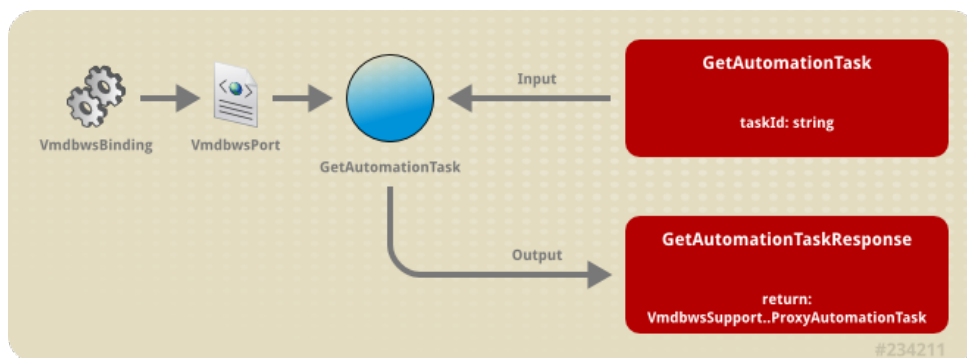 GetAutomationTask
Input
taskId: string
VmdbwsBinding
VmdbwsPort
GetAutomationTask
GetAutomationTaskResponse
Output
return:
VmdbwsSupport..ProxyAutomationTask
#234211